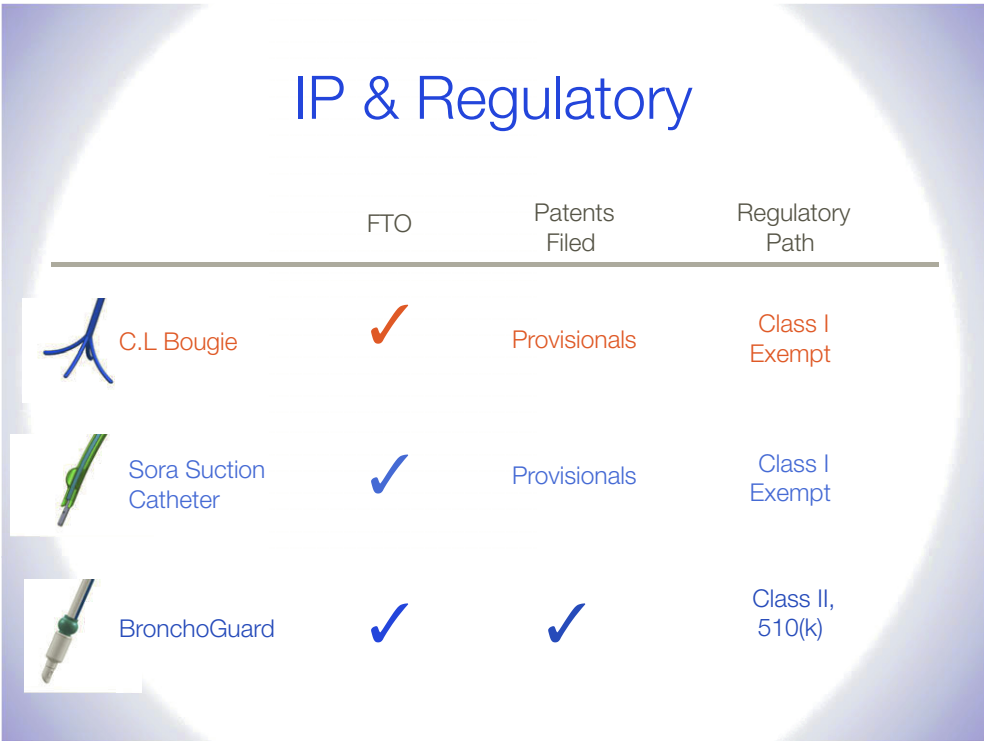 IP & Regulatory
FTO
Patents
Filed
Regulatory
Path
C.L Bougie
✓
Provisionals
Class I
Exempt
Sora Suction
Catheter
✓
Provisionals
Class I
Exempt
BronchoGuard
✓
✓
Class II,
510(k)